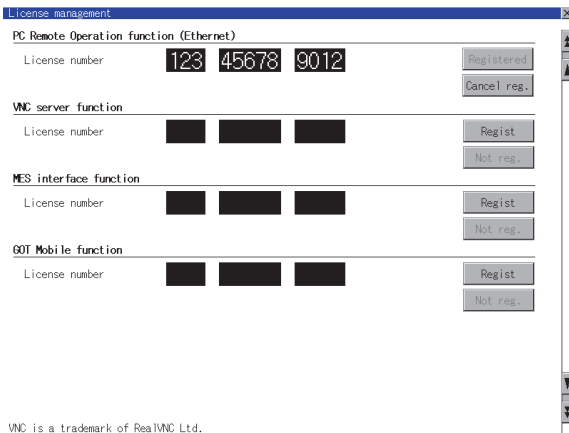 License management
PC Remote Operation function (Ethernet)
License number 123 45678 9012 Registered
Cancel reg.
VNC server function
License number Regist
Not reg.
MES interface function
License number Regist
Not reg.
GOT Mobile function
License number Regist
Not reg.
VNC is a trademark of RealVNC Ltd.